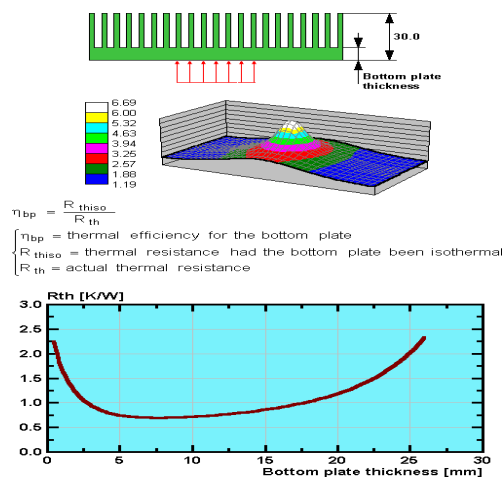 30.0
Bottom plate
thickness
6.69
6.00
5.32
4.63
3.94
3.25
2.57
1.88
1.19
η bp = R thiso / R th
η bp = thermal efficiency for the bottom plate
R thiso = thermal resistance had the bottom plate been isothermal
R th = actual thermal resistance
Rth [K/W]
3.0
2.5
2.0
1.5
1.0
0.5
0.0
0 5 10 15 20 25 30
Bottom plate thickness [mm]